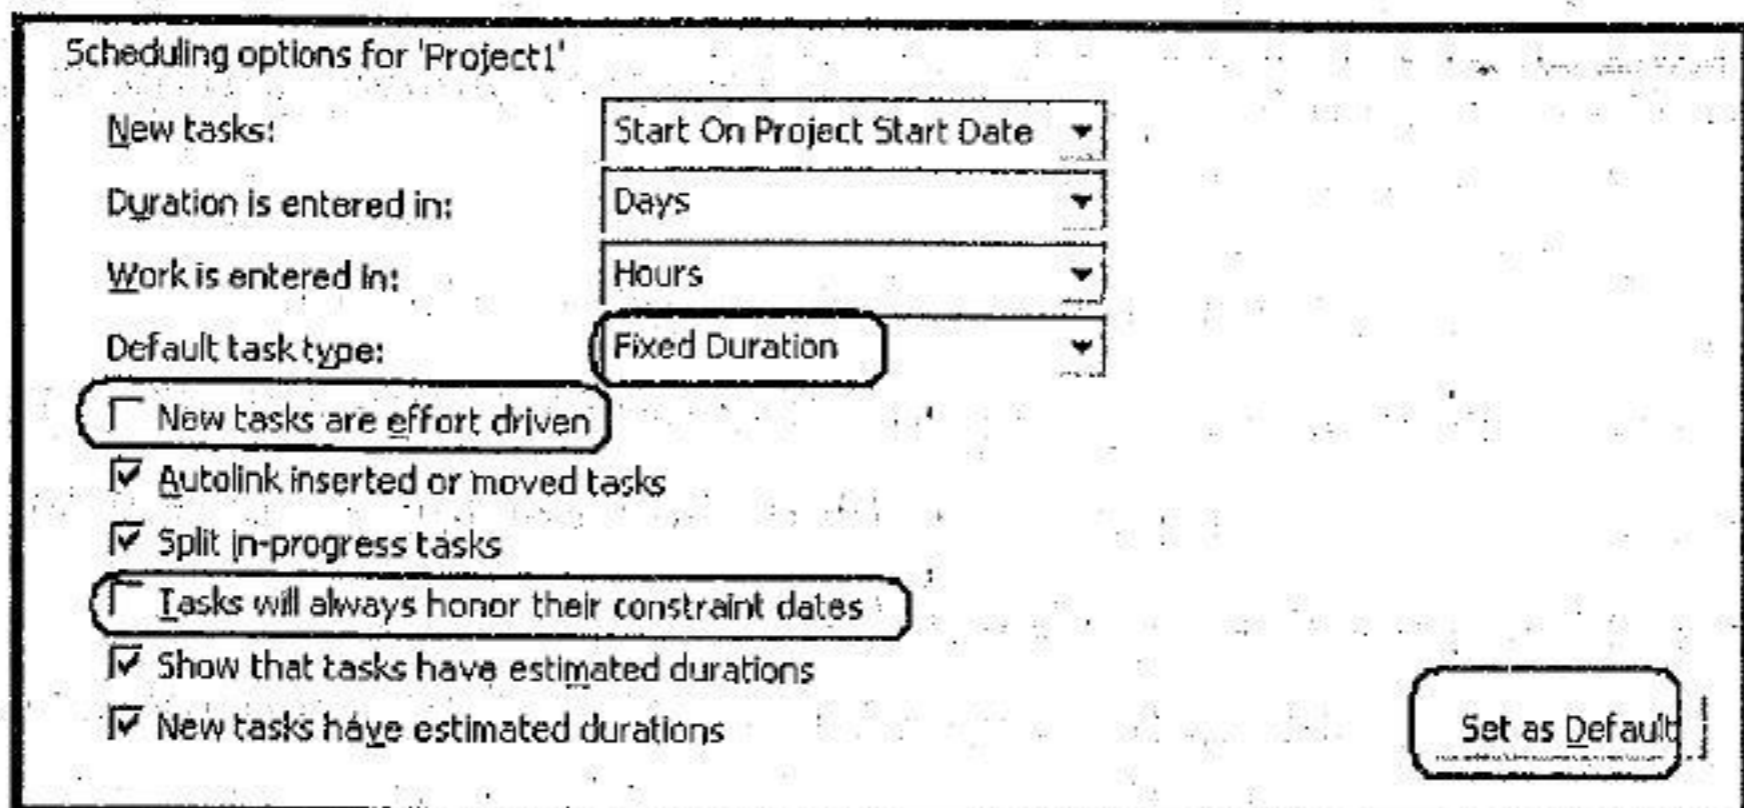 Scheduling options for 'Project1'
New tasks: Start On Project Start Date
Duration is entered in: Days
Work is entered in: Hours
Default task type: Fixed Duration
New tasks are effort driven
Autolink inserted or moved tasks
Split in-progress tasks
Tasks will always honor their constraint dates
Show that tasks have estimated durations
New tasks have estimated durations
Set as Default